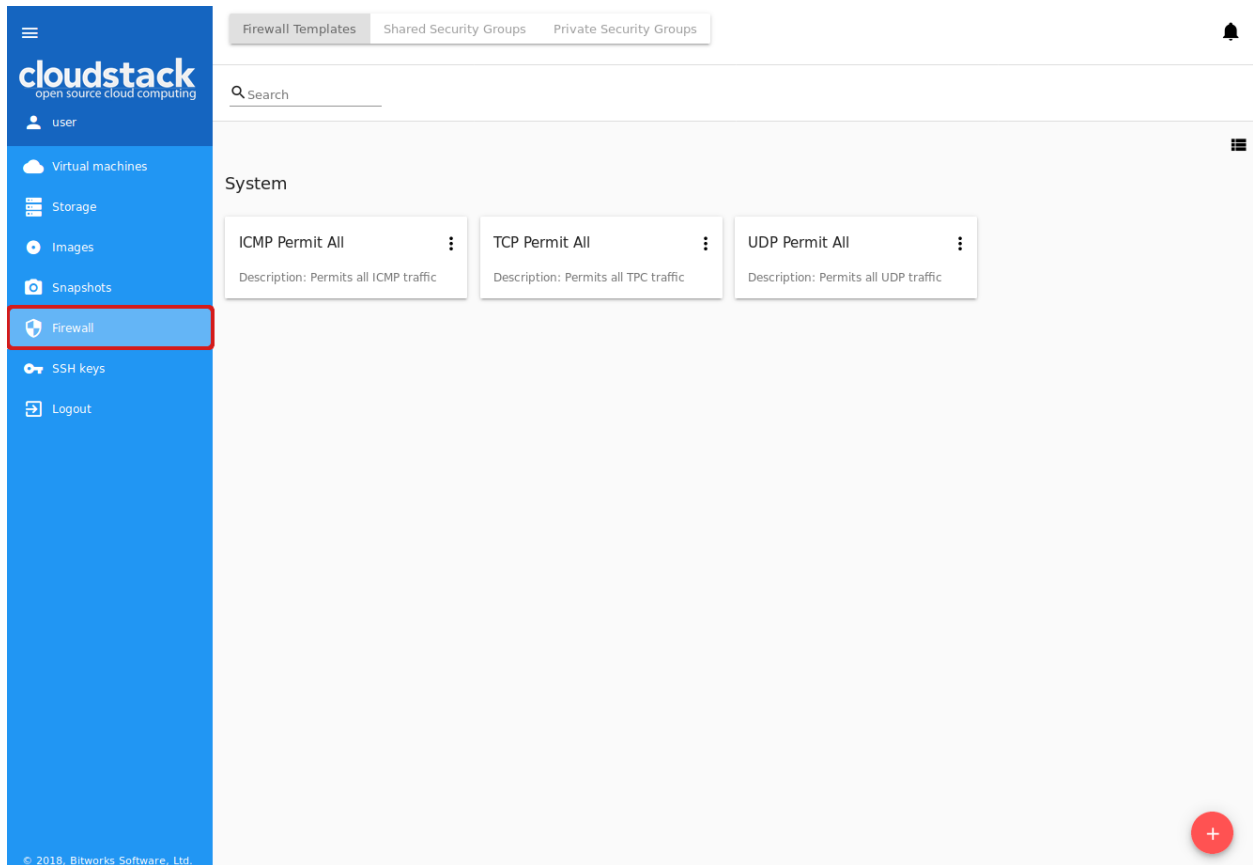 Firewall Templates Shared Security Groups Private Security Groups
cloudstack
open source cloud computing
user
Search
Virtual machines
Storage
Images
Snapshots
Firewall
SSH keys
Logout
System
ICMP Permit All
Description: Permits all ICMP traffic
TCP Permit All
Description: Permits all TPC traffic
UDP Permit All
Description: Permits all UDP traffic
© 2018, Bitworks Software, Ltd.